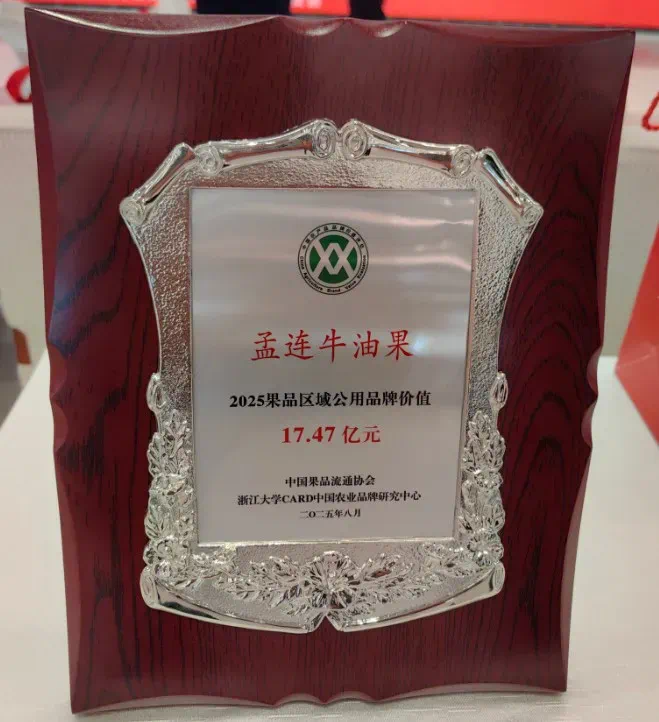 孟连牛油果
2025果品区域公用品牌价值
17.47 亿元
中国果品流通协会
浙江大学CARD中国农业品牌研究中心
二〇二五年八月